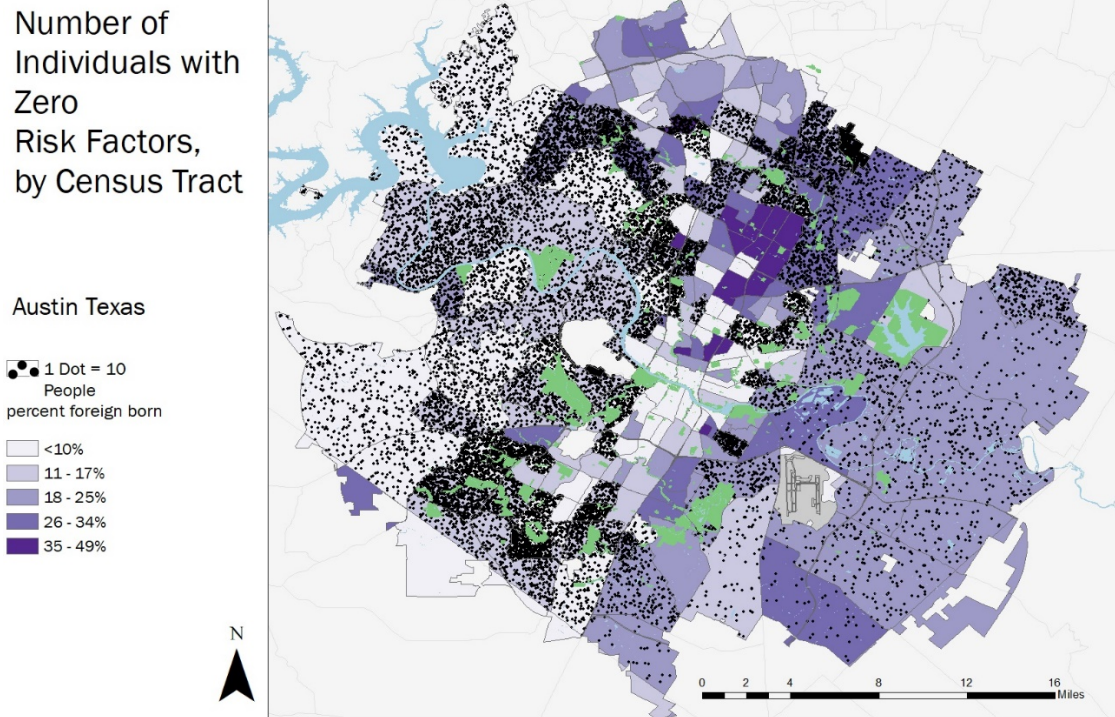 Number of
Individuals with
Zero
Risk Factors,
by Census Tract
Austin Texas
1 Dot = 10
People
percent foreign born
<10%
11 - 17%
18 - 25%
26 - 34%
35 - 49%
N
0 2 4 8 12 16
Miles